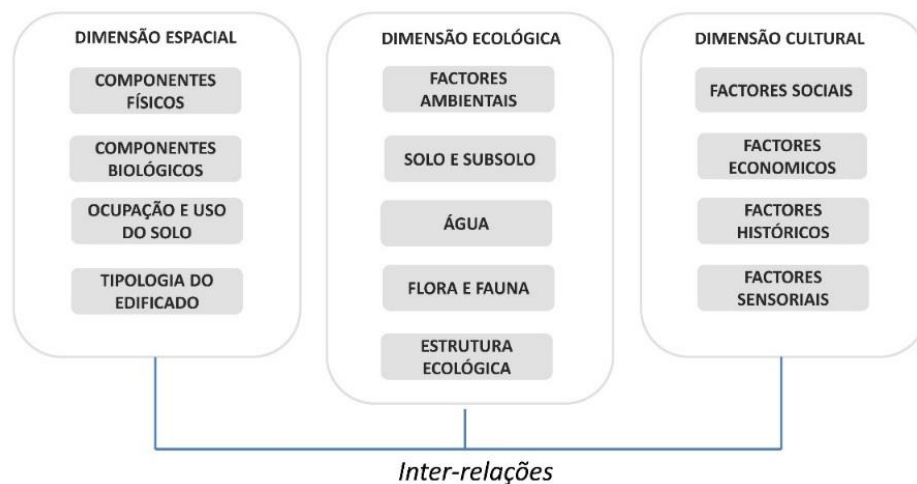 DIMENSÃO ESPACIAL
COMPONENTES
FÍSICOS
COMPONENTES
BIOLÓGICOS
OCUPAÇÃO E USO
DO SOLO
TIPOLOGIA DO
EDIFICADO
DIMENSÃO ECOLÓGICA
FACTORES
AMBIENTAIS
SOLO E SUBSOLO
ÁGUA
FLORA E FAUNA
ESTRUTURA
ECOLÓGICA
DIMENSÃO CULTURAL
FACTORES SOCIAIS
FACTORES
ECONOMICOS
FACTORES
HISTÓRICOS
FACTORES
SENSORIAIS
Inter-relações